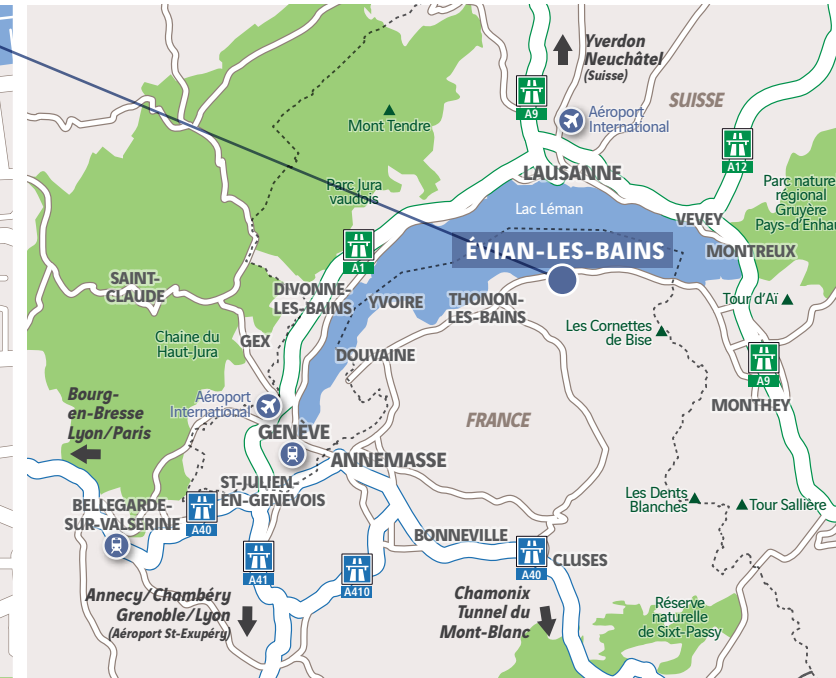 Yverdon
Neuchâtel
(Suisse)
SUISSE
A9
Aéroport
International
Mont Tendre
A12
LAUSANNE
Parc Jura
vaudois
Parc nature
régional
Gruyère
Pays-d'Enhau
Lac Léman
VEVEY
A1
ÉVIAN-LES-BAINS
MONTREUX
SAINT-
CLAUDE
DIVONNE-
LES-BAINS
YVOIRE
THONON-
LES-BAINS
Tour d'Aï
Les Cornettes
de Bise
Chaine du
Haut-Jura
GEX
DOUVAINE
A9
Bourg-
en-Bresse
Lyon/Paris
Aéroport
International
MONTHEY
FRANCE
GENÈVE
ANNEMASSE
ST-JULIEN-
EN-GENEVOIS
BELLEGARDE-
SUR-VALSERINE
A40
Les Dents
Blanches
Tour Sallière
BONNEVILLE
A41
A410
A40
CLUSES
Annecy/Chambéry
Grenoble/Lyon
(Aéroport St-Exupéry)
Chamonix
Tunnel du
Mont-Blanc
Réserve
naturelle
de Sixt-Passy